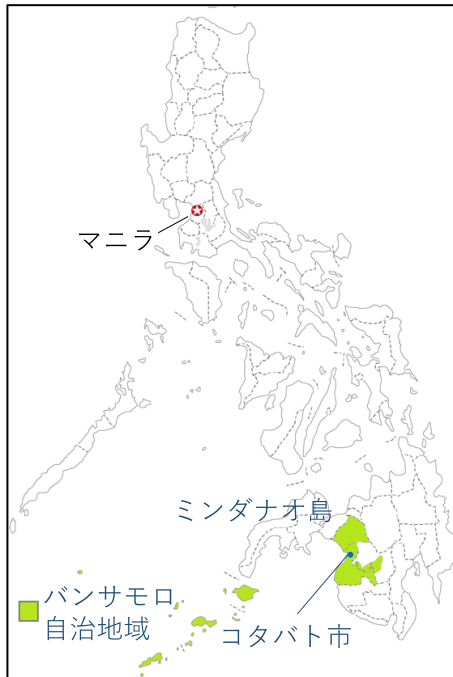 マニラ
ミンダナオ島
バンサモロ
自治地域
コタバト市